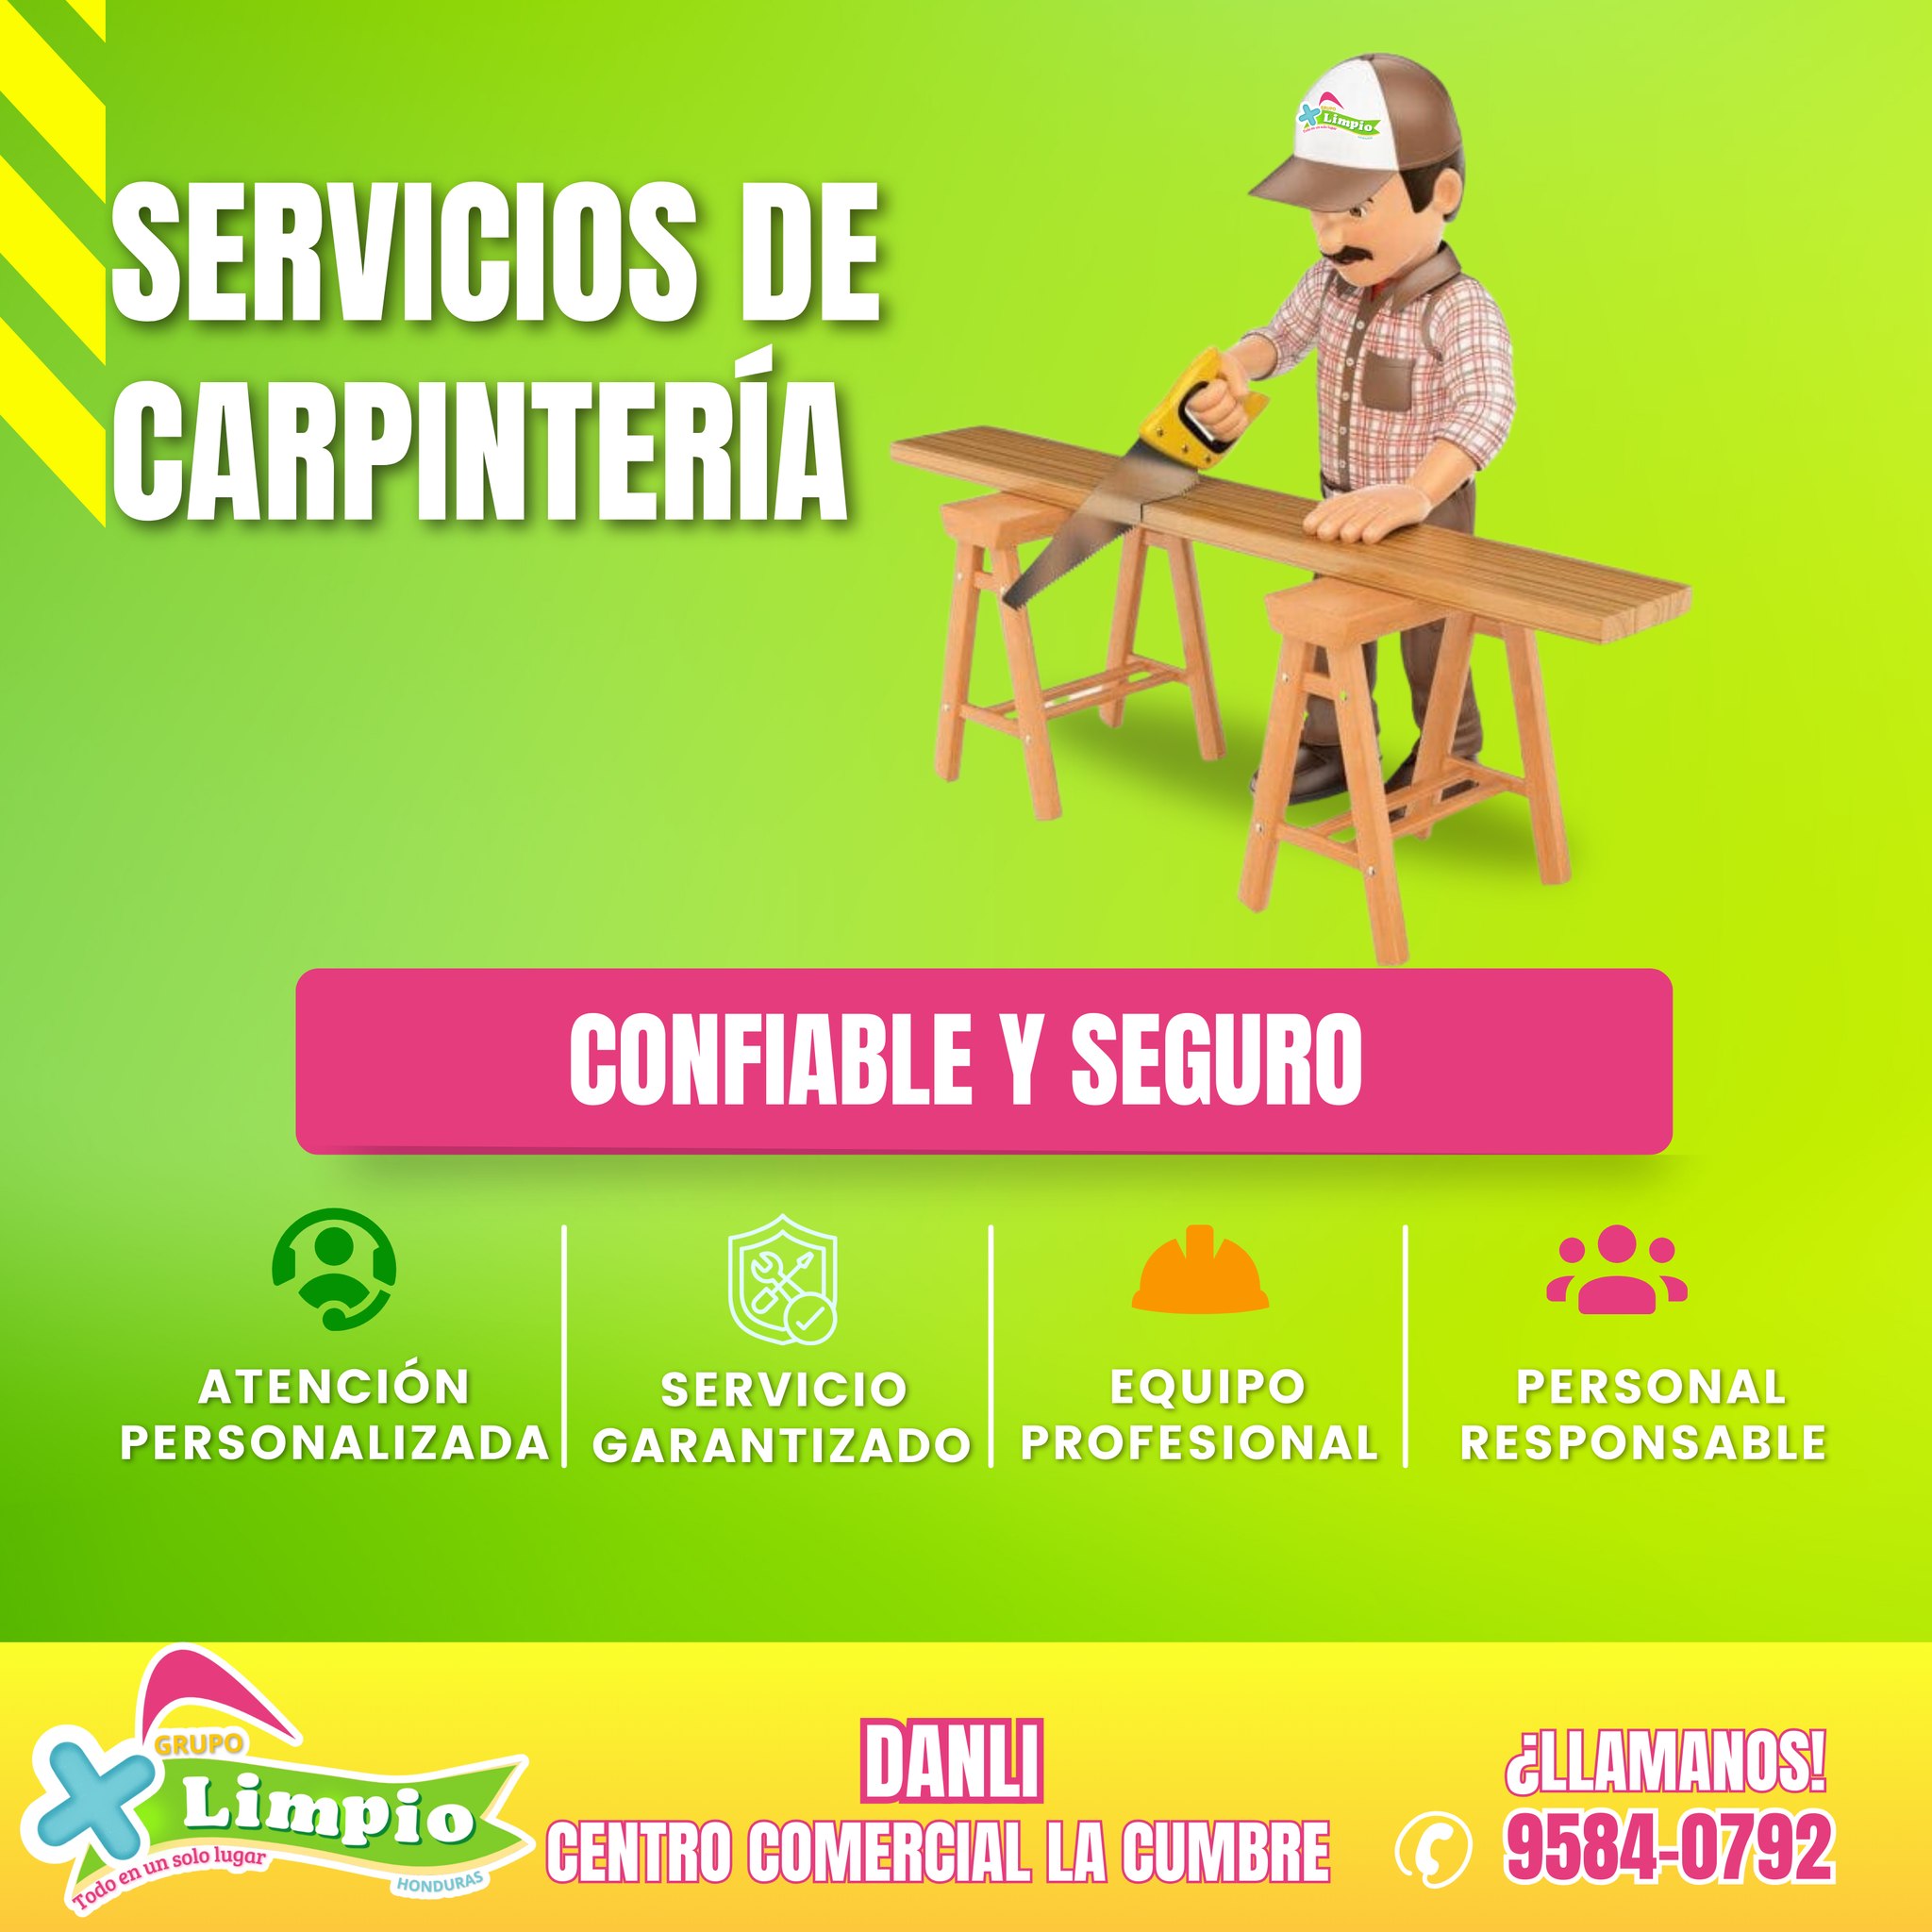 SERVICIOS DE
CARPINTERÍA
Limpio
CONFIABLE Y SEGURO
ATENCIÓN
PERSONALIZADA
SERVICIO
GARANTIZADO
EQUIPO
PROFESIONAL
PERSONAL
RESPONSABLE
GRUPO
Limpio
Todo en un solo lugar
HONDURAS
DANLI
CENTRO COMERCIAL LA CUMBRE
¿LLAMANOS!
9584-0792